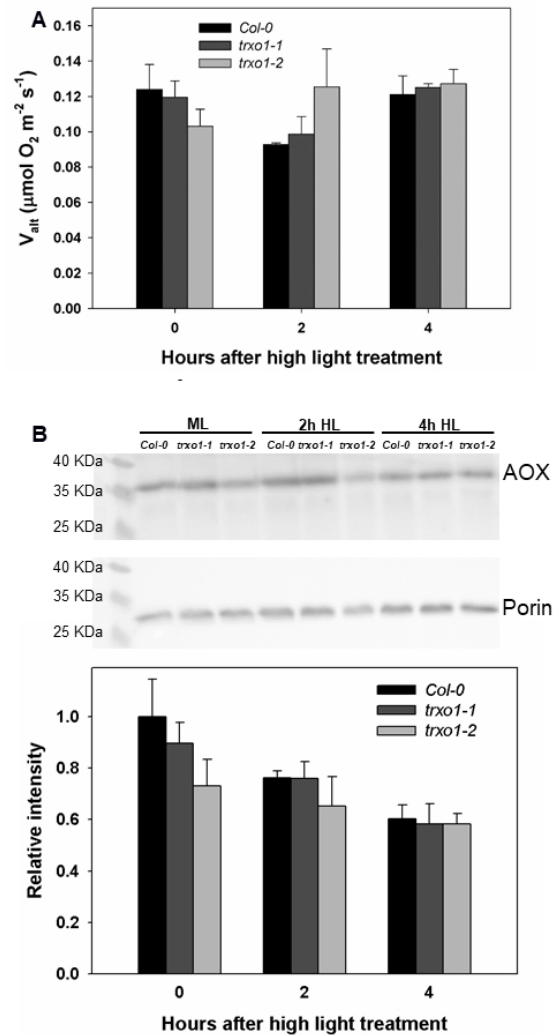 A
Col-0
trxo1-1
trxo1-2
0.16
0.14
0.12
0.10
0.08
0.06
0.04
0.02
0.00
V_alt (μmol O₂ m⁻² s⁻¹)
0 2 4
Hours after high light treatment
B
ML 2h HL 4h HL
Col-0 trxo1-1 trxo1-2 Col-0 trxo1-1 trxo1-2 Col-0 trxo1-1 trxo1-2
40 KDa
35 KDa
25 KDa
AOX
40 KDa
35 KDa
25 KDa
Porin
Col-0
trxo1-1
trxo1-2
1.0
0.8
0.6
0.4
0.2
0.0
Relative intensity
0 2 4
Hours after high light treatment